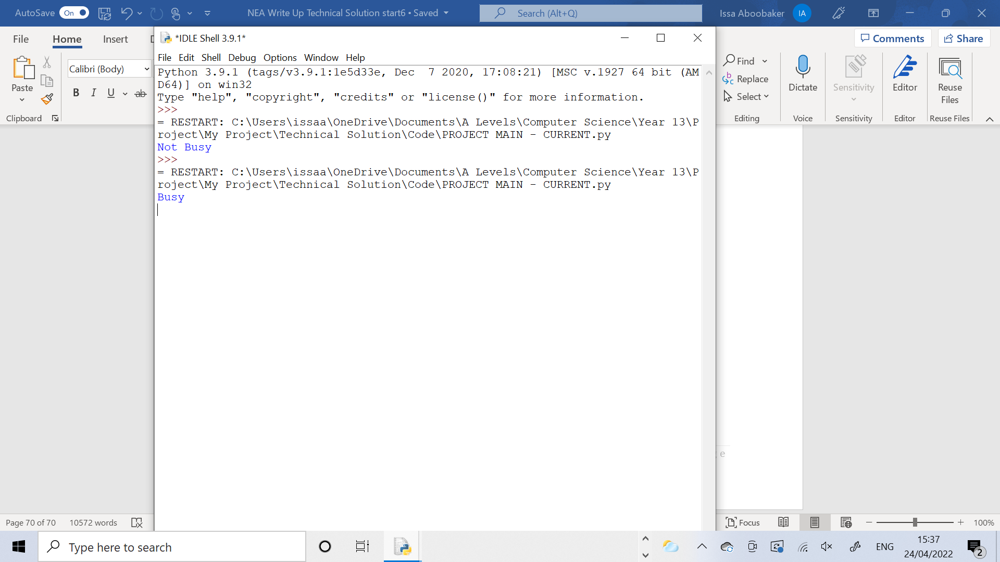 AutoSave On NEA Write Up Technical Solution start6 • Saved Search (Alt+Q) Issa Aboobaker IA
File Home Insert
*IDLE Shell 3.9.1*
Comments Share
File Edit Shell Debug Options Window Help
Paste
Calibri (Body)
B I U ab
Clipboard
Find
Replace
Select
Editing
Dictate
Voice
Sensitivity
Sensitivity
Editor
Editor
Reuse
Files
Reuse Files
Python 3.9.1 (tags/v3.9.1:1e5d33e, Dec  7 2020, 17:08:21) [MSC v.1927 64 bit (AM
D64)] on win32
Type "help", "copyright", "credits" or "license()" for more information.
>>>
= RESTART: C:\Users\issaa\OneDrive\Documents\A Levels\Computer Science\Year 13\P
roject\My Project\Technical Solution\Code\PROJECT MAIN - CURRENT.py
Not Busy
>>>
= RESTART: C:\Users\issaa\OneDrive\Documents\A Levels\Computer Science\Year 13\P
roject\My Project\Technical Solution\Code\PROJECT MAIN - CURRENT.py
Busy
e
Page 70 of 70 10572 words Focus 100%
Type here to search
ENG
15:37
24/04/2022
2